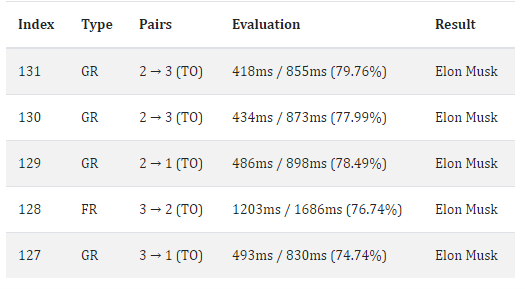 Index Type Pairs Evaluation Result
131 GR 2 → 3 (TO) 418ms / 855ms (79.76%) Elon Musk
130 GR 2 → 3 (TO) 434ms / 873ms (77.99%) Elon Musk
129 GR 2 → 1 (TO) 486ms / 898ms (78.49%) Elon Musk
128 FR 3 → 2 (TO) 1203ms / 1686ms (76.74%) Elon Musk
127 GR 3 → 1 (TO) 493ms / 830ms (74.74%) Elon Musk